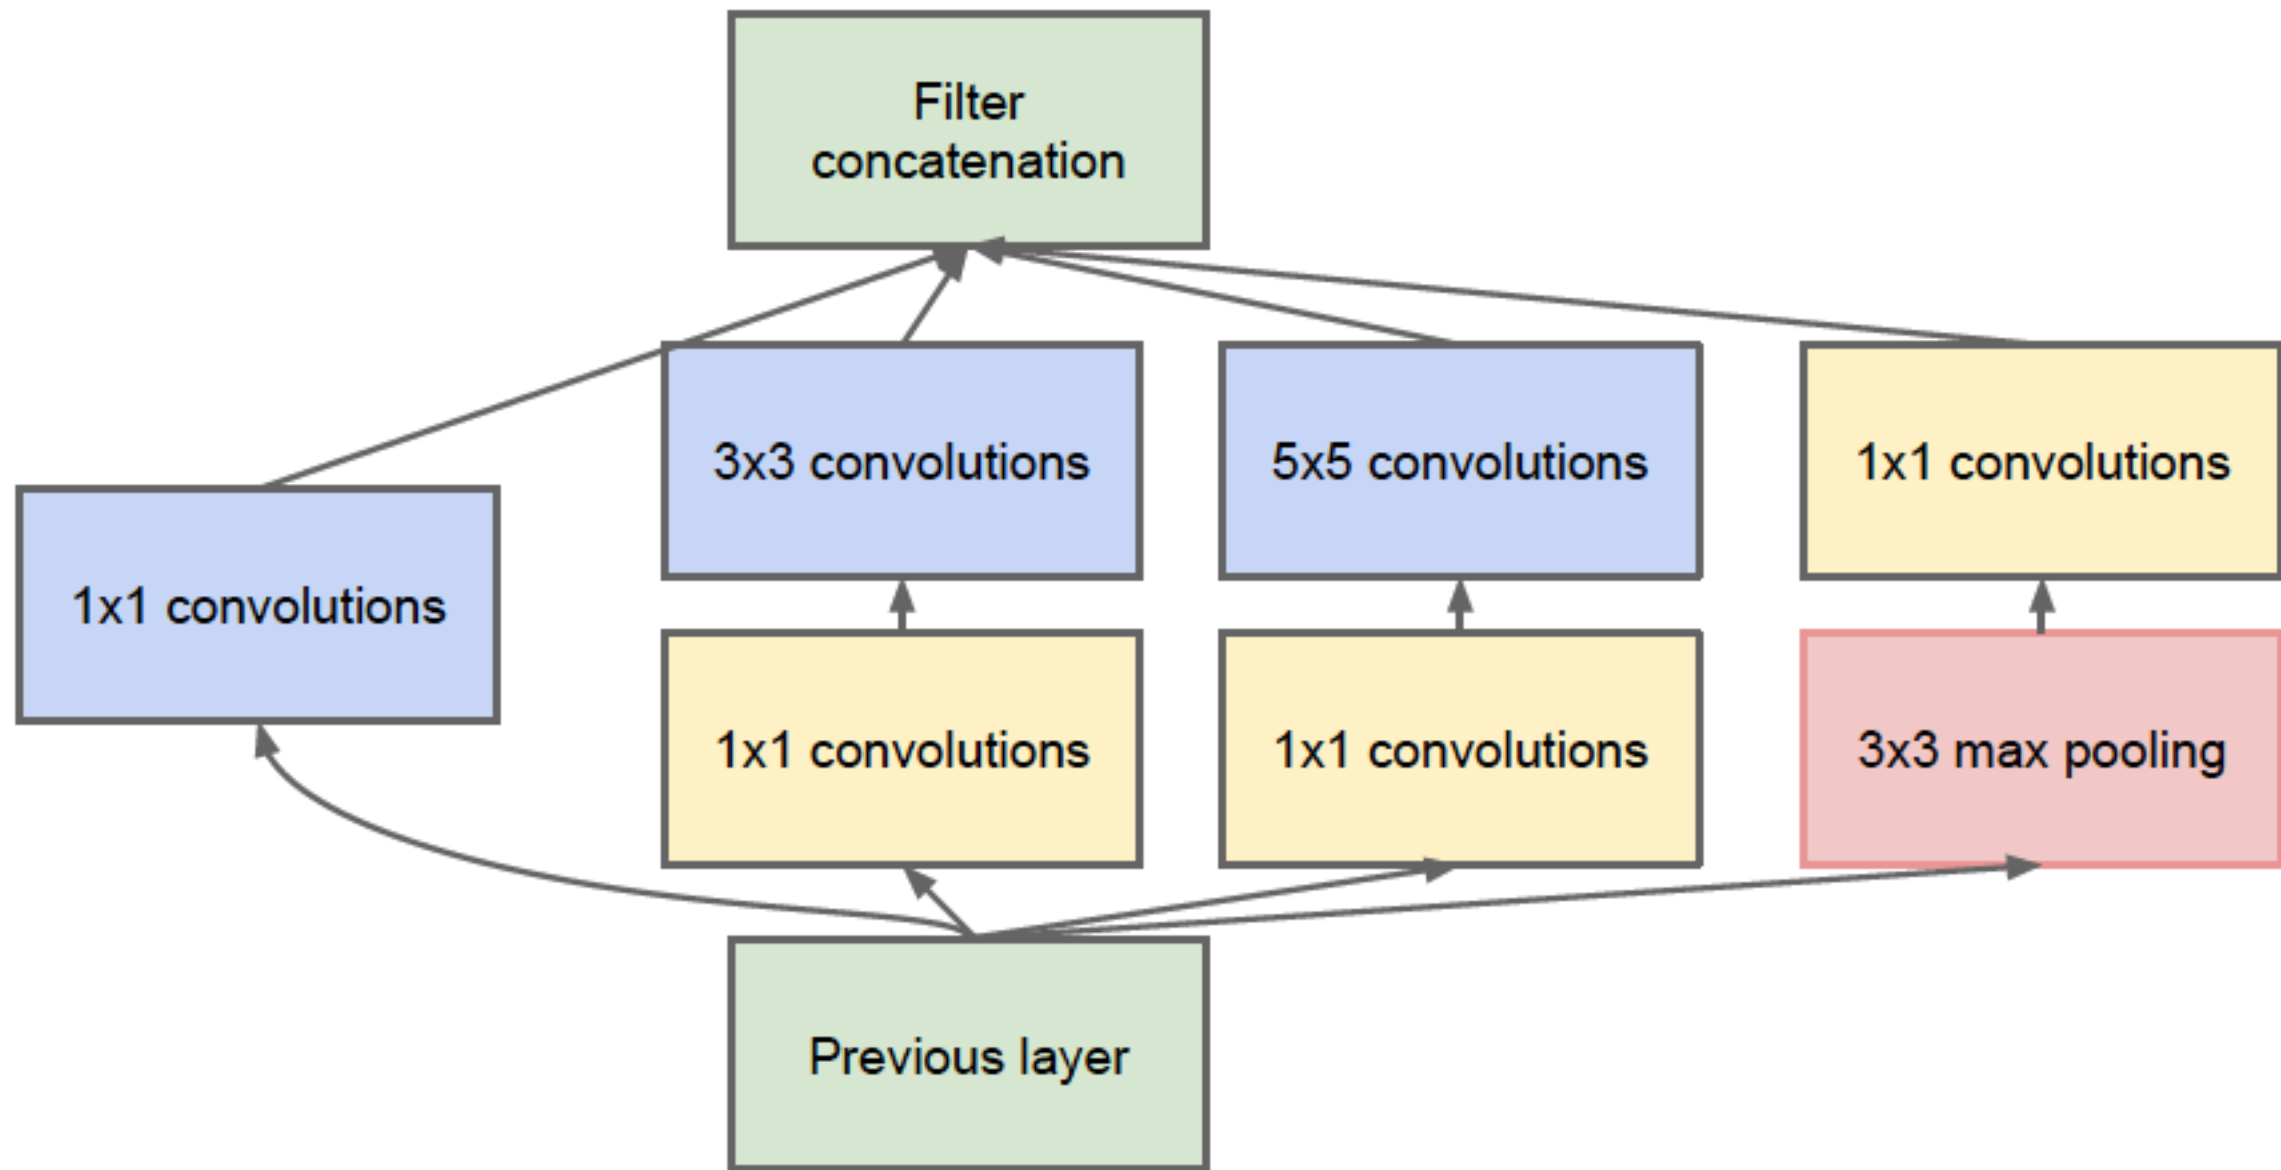 Filter
concatenation
3x3 convolutions
5x5 convolutions
1x1 convolutions
1x1 convolutions
1x1 convolutions
1x1 convolutions
3x3 max pooling
Previous layer